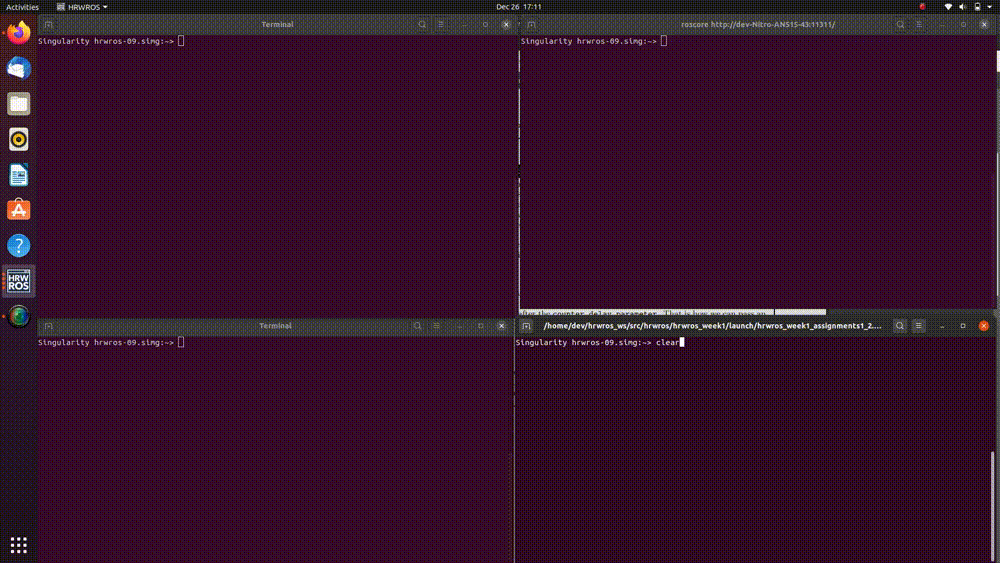 Activities
HRWROS
Dec 26 17:11
Terminal
roscore http://dev-Nitro-AN515-43:11311/
Singularity hrwros-09.simg:~>
Singularity hrwros-09.simg:~>
HRW
ROS
after the counter_delay parameter. That is how we can pass an
Terminal
/home/dev/hrwros_ws/src/hrwros/hrwros_week1/launch/hrwros_week1_assignments1_2....
Singularity hrwros-09.simg:~>
Singularity hrwros-09.simg:~> clear